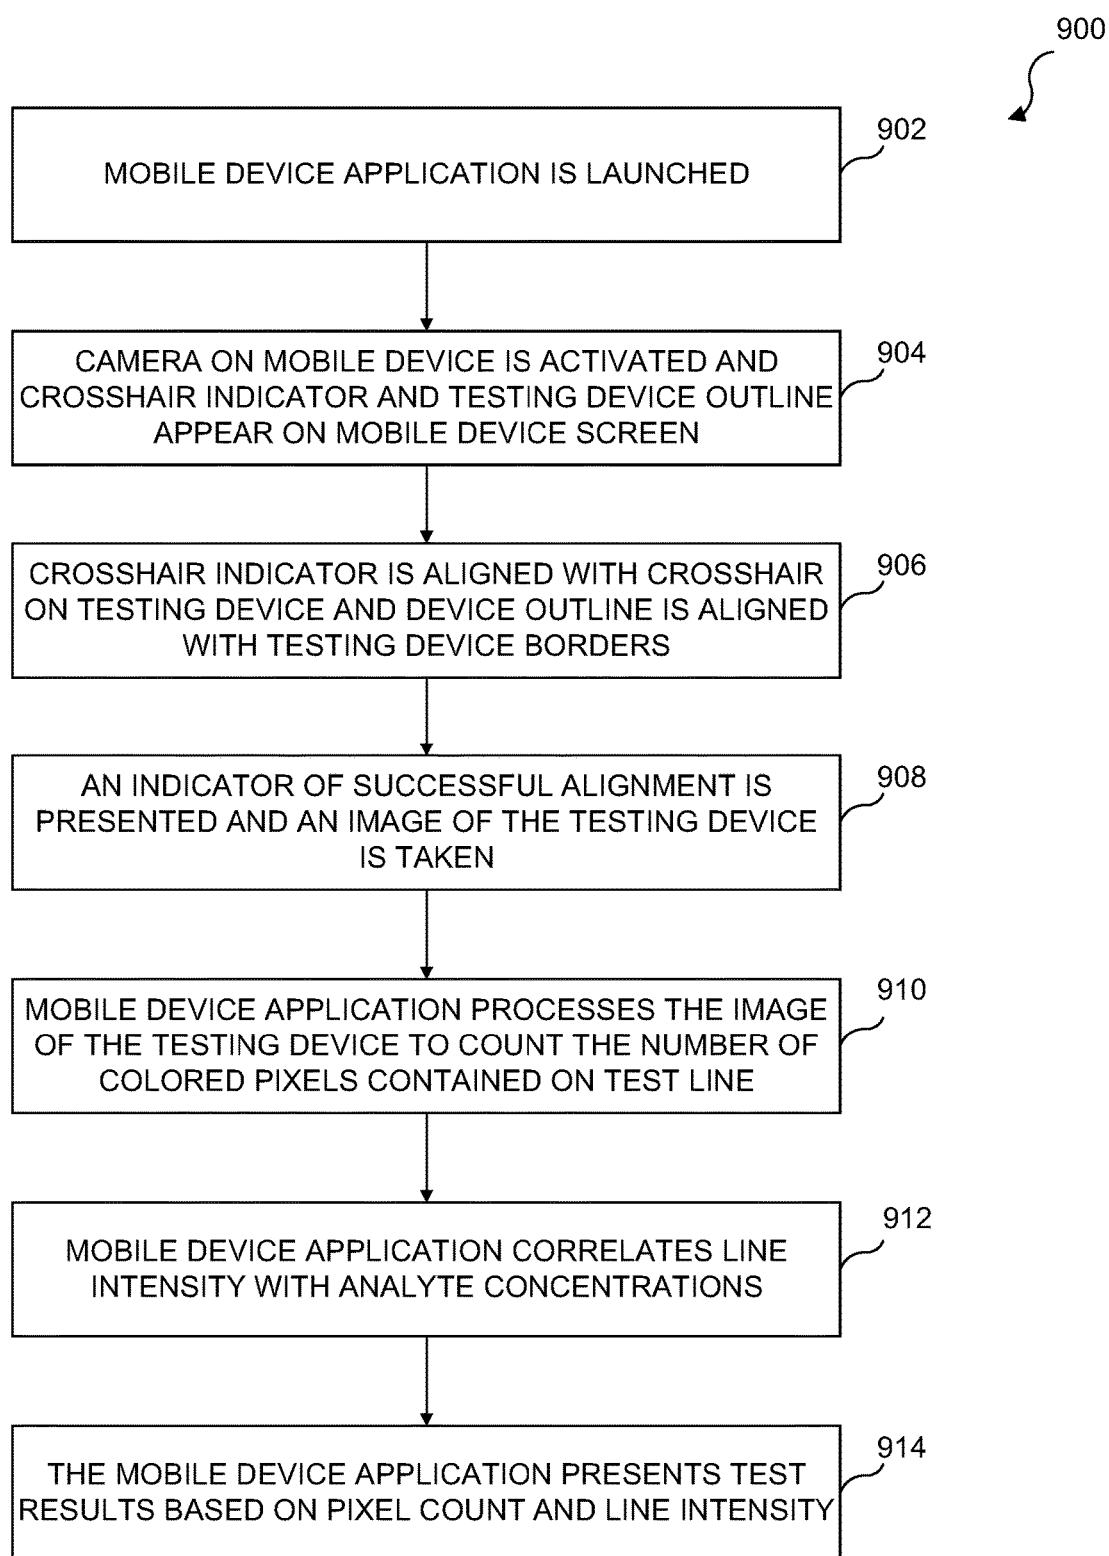 900
902
MOBILE DEVICE APPLICATION IS LAUNCHED
904
CAMERA ON MOBILE DEVICE IS ACTIVATED AND
CROSSHAIR INDICATOR AND TESTING DEVICE OUTLINE
APPEAR ON MOBILE DEVICE SCREEN
906
CROSSHAIR INDICATOR IS ALIGNED WITH CROSSHAIR
ON TESTING DEVICE AND DEVICE OUTLINE IS ALIGNED
WITH TESTING DEVICE BORDERS
908
AN INDICATOR OF SUCCESSFUL ALIGNMENT IS
PRESENTED AND AN IMAGE OF THE TESTING DEVICE
IS TAKEN
910
MOBILE DEVICE APPLICATION PROCESSES THE IMAGE
OF THE TESTING DEVICE TO COUNT THE NUMBER OF
COLORED PIXELS CONTAINED ON TEST LINE
912
MOBILE DEVICE APPLICATION CORRELATES LINE
INTENSITY WITH ANALYTE CONCENTRATIONS
914
THE MOBILE DEVICE APPLICATION PRESENTS TEST
RESULTS BASED ON PIXEL COUNT AND LINE INTENSITY